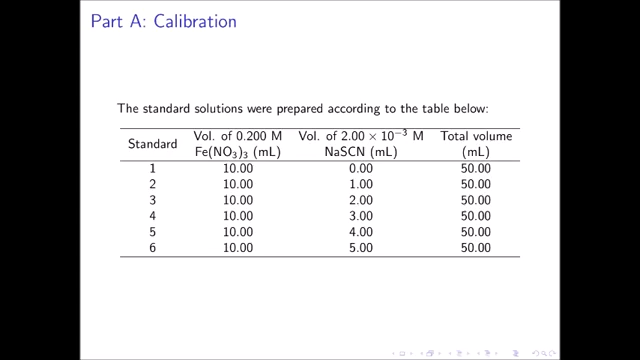 Part A: Calibration
The standard solutions were prepared according to the table below:
Standard Vol. of 0.200 M Fe(NO₃)₃ (mL) Vol. of 2.00 × 10⁻³ M NaSCN (mL) Total volume (mL)
1 10.00 0.00 50.00
2 10.00 1.00 50.00
3 10.00 2.00 50.00
4 10.00 3.00 50.00
5 10.00 4.00 50.00
6 10.00 5.00 50.00